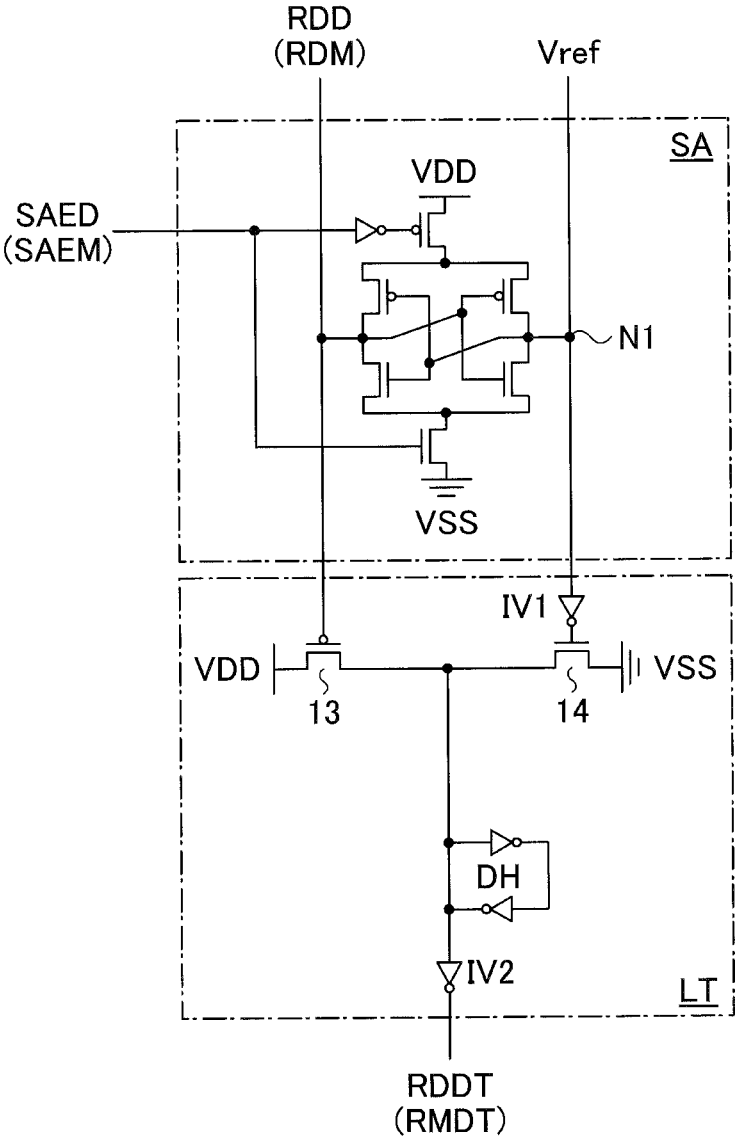 RDD
(RDM)
Vref
SA
VDD
SAED
(SAEM)
N1
VSS
IV1
VDD
VSS
13
14
DH
IV2
LT
RDDT
(RMDT)